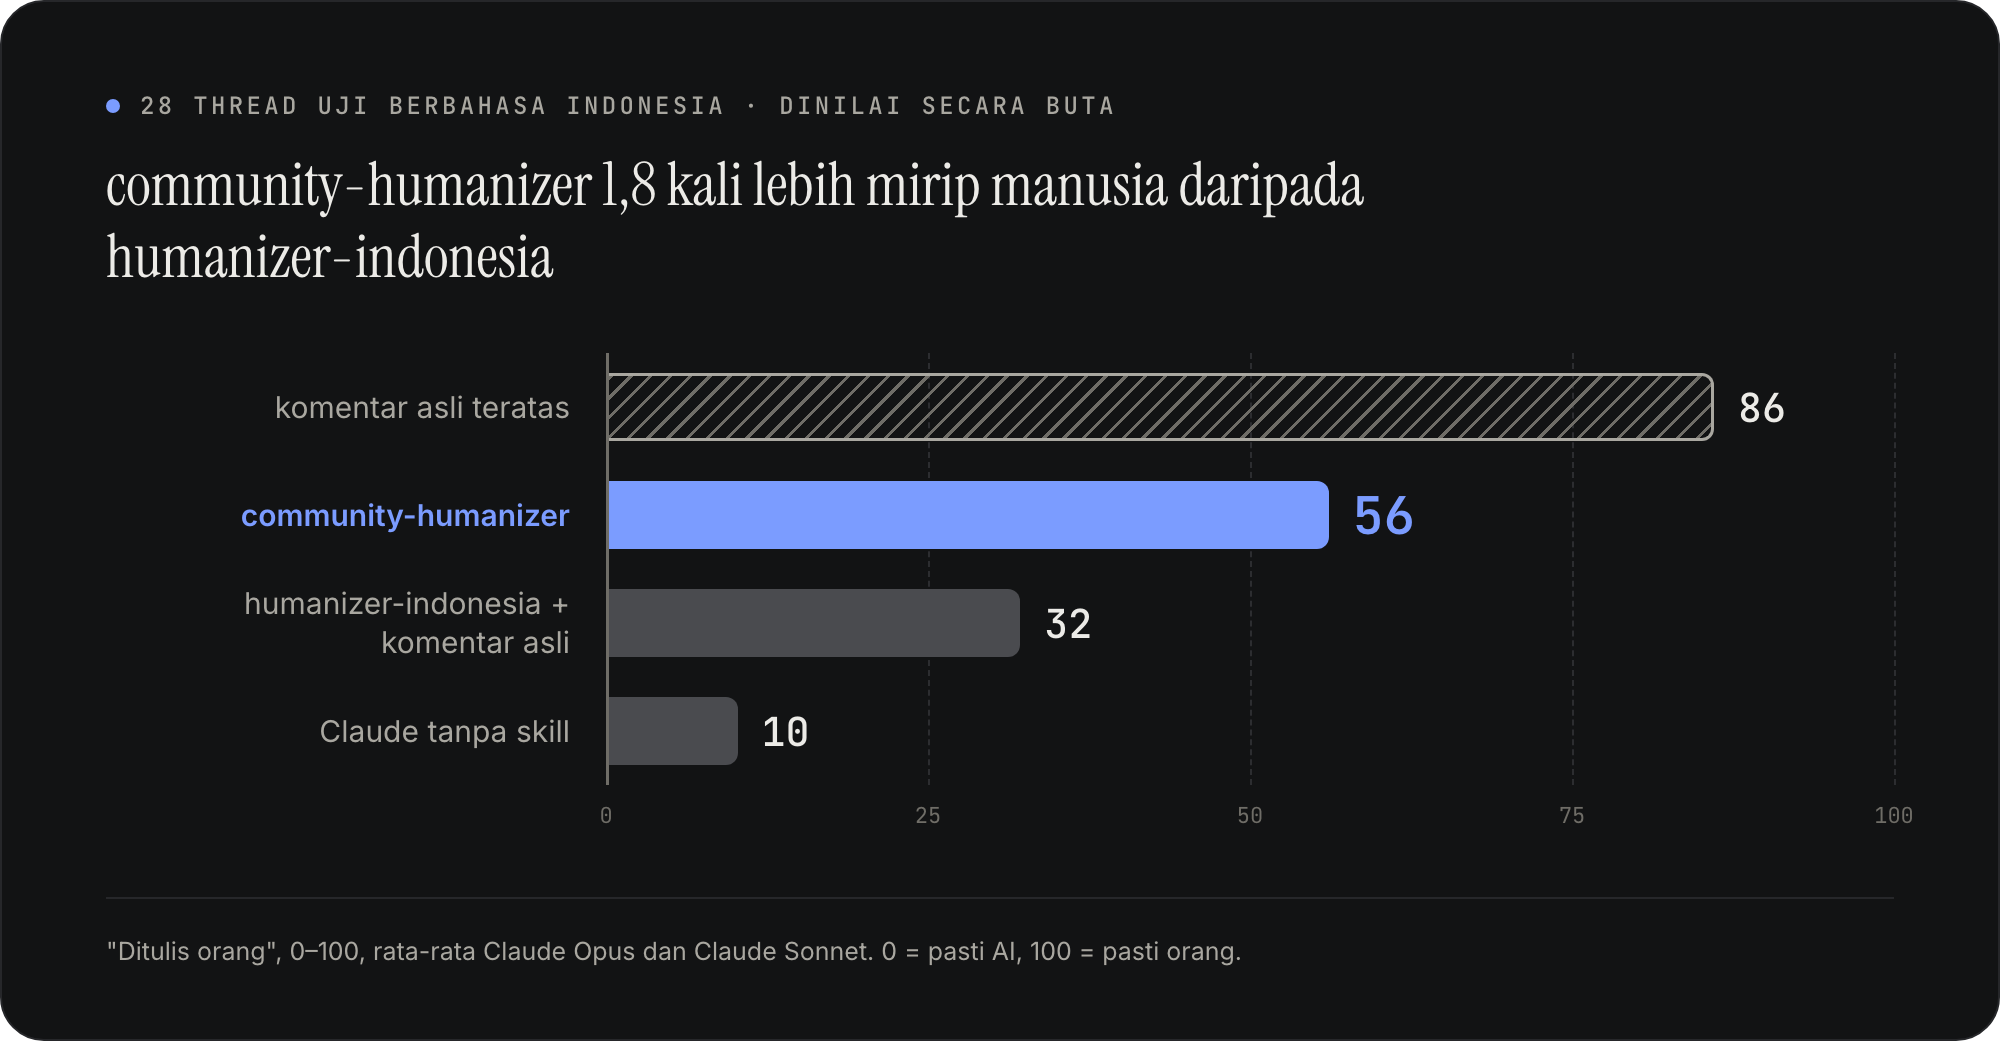 28 THREAD UJI BERBAHASA INDONESIA · DINILAI SECARA BUTA
community-humanizer 1,8 kali lebih mirip manusia daripada
humanizer-indonesia
komentar asli teratas
86
community-humanizer
56
humanizer-indonesia +
komentar asli
32
Claude tanpa skill
10
0
25
50
75
100
"Ditulis orang", 0–100, rata-rata Claude Opus dan Claude Sonnet. 0 = pasti AI, 100 = pasti orang.